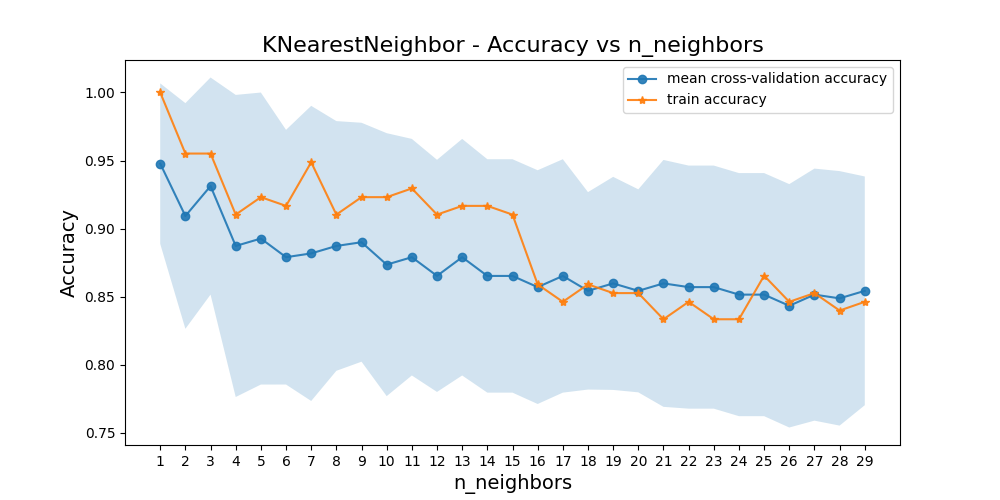 KNearestNeighbor - Accuracy vs n_neighbors
mean cross-validation accuracy
train accuracy
1.00
0.95
0.90
0.85
0.80
0.75
Accuracy
1 2 3 4 5 6 7 8 9 10 11 12 13 14 15 16 17 18 19 20 21 22 23 24 25 26 27 28 29
n_neighbors